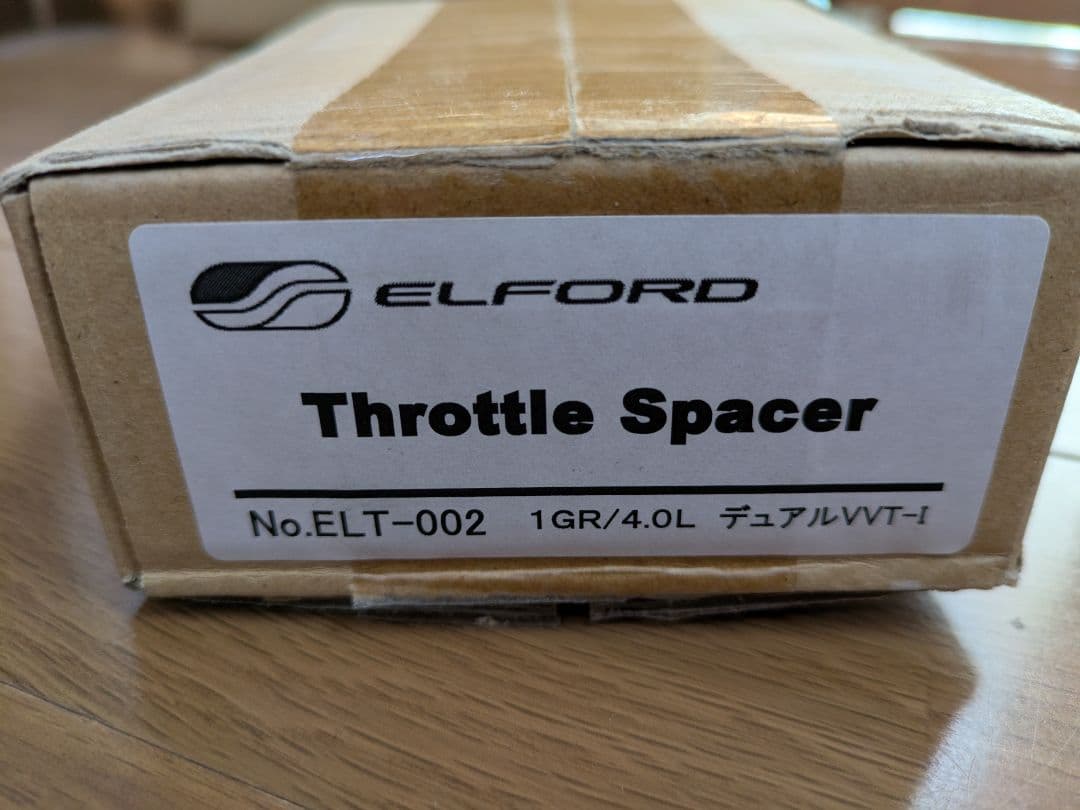 ELFORD
Throttle Spacer
No.ELT-002 1GR/4.0L デュアルVVT-I